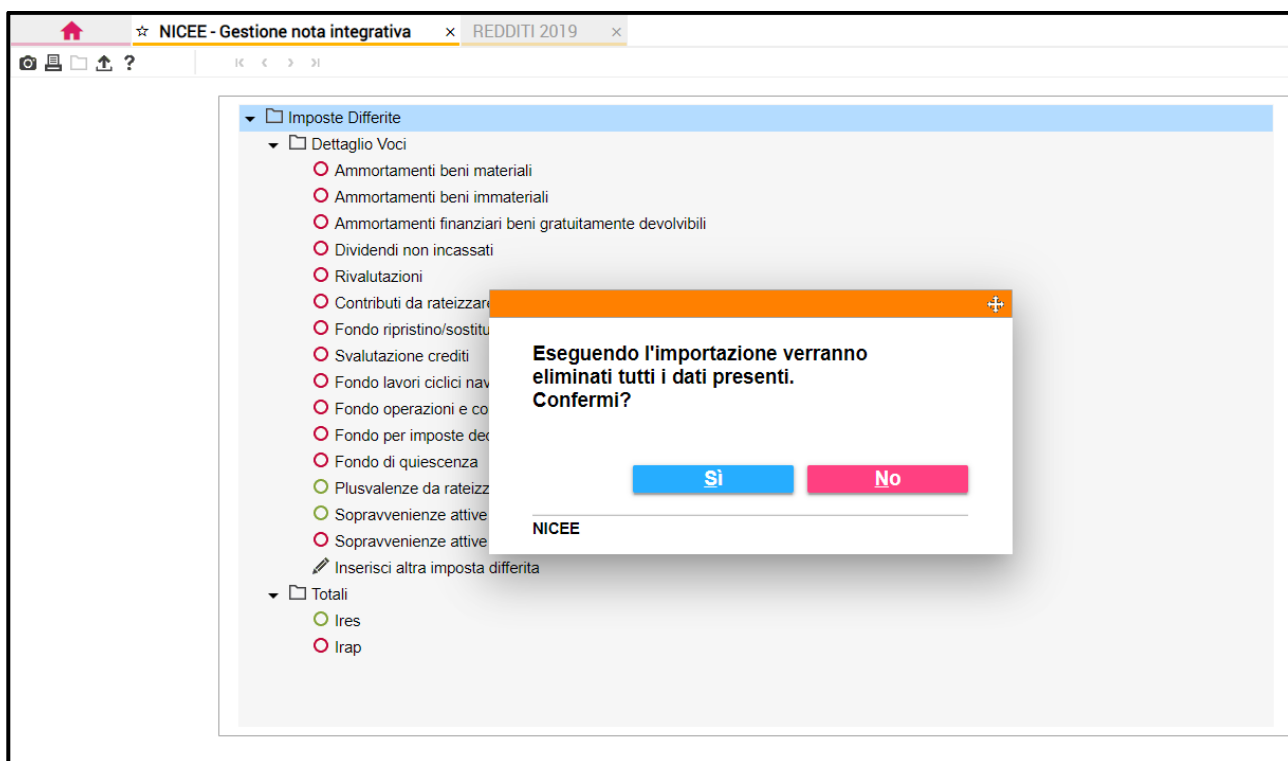 NICEE - Gestione nota integrativa × REDDITI 2019 ×
?
Imposte Differite
Dettaglio Voci
Ammortamenti beni materiali
Ammortamenti beni immateriali
Ammortamenti finanziari beni gratuitamente devolvibili
Dividendi non incassati
Rivalutazioni
Contributi da rateizzare
Fondo ripristino/sostitu
Svalutazione crediti
Fondo lavori ciclici nav
Fondo operazioni e co
Fondo per imposte ded
Fondo di quiescenza
Plusvalenze da rateizz
Sopravvenienze attive
Sopravvenienze attive
Inserisci altra imposta differita
Totali
Ires
Irap
Eseguendo l'importazione verranno
eliminati tutti i dati presenti.
Confermi?
Sì No
NICEE